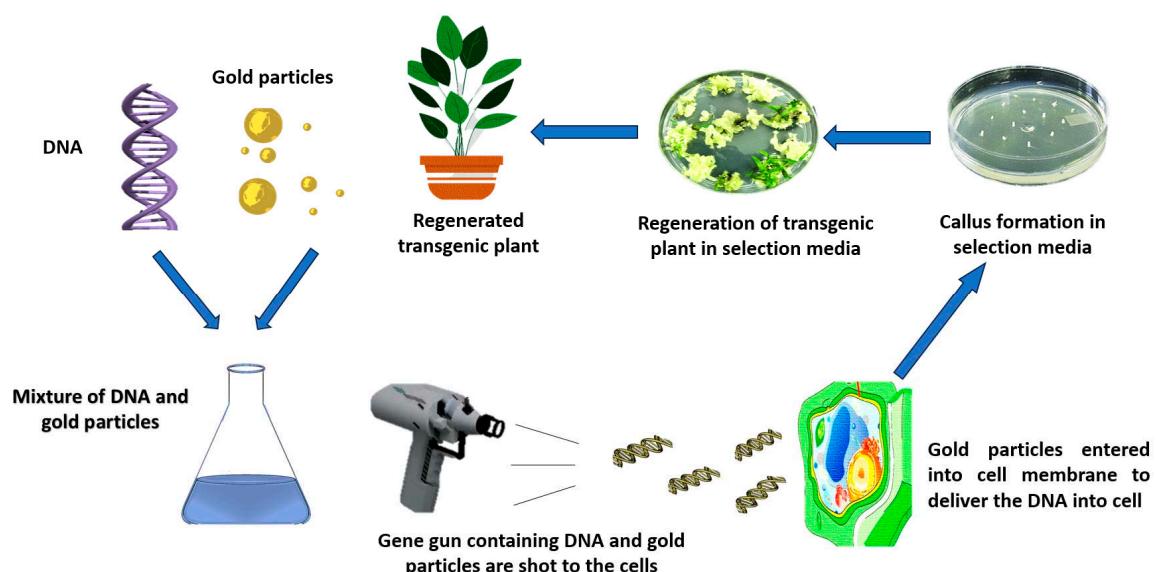 Gold particles
DNA
Regenerated
transgenic plant
Regeneration of transgenic
plant in selection media
Callus formation in
selection media
Mixture of DNA and
gold particles
Gene gun containing DNA and gold
particles are shot to the cells
Gold particles entered
into cell membrane to
deliver the DNA into cell